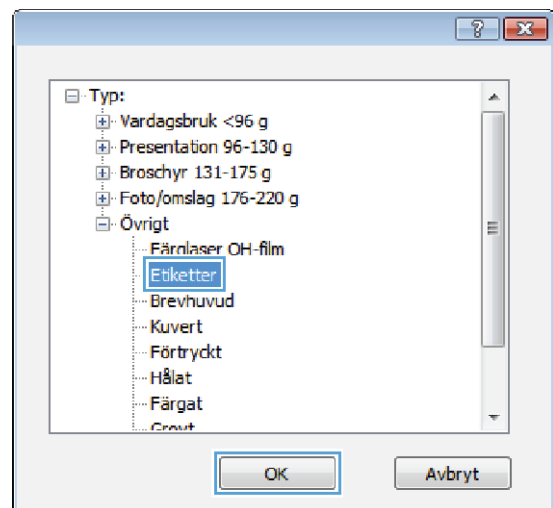 Typ:
Vardagsbruk <96 g
Presentation 96-130 g
Broschyr 131-175 g
Foto/omslag 176-220 g
Övrigt
Färglaser OH-film
Etiketter
Brevhuvud
Kuvert
Förtryckt
Hålat
Färgat
Grovt
OK Avbryt